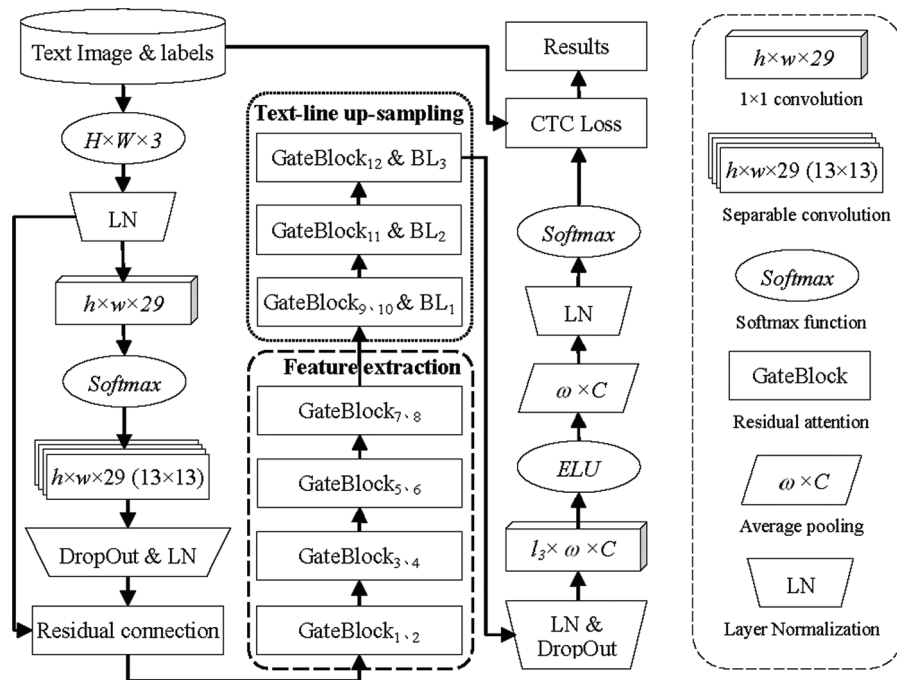 Text Image & labels
H×W×3
LN
h×w×29
Softmax
h×w×29 (13×13)
DropOut & LN
Residual connection
Text-line up-sampling
GateBlock₁₂ & BL₃
GateBlock₁₁ & BL₂
GateBlock₉、₁₀ & BL₁
Feature extraction
GateBlock₇、₈
GateBlock₅、₆
GateBlock₃、₄
GateBlock₁、₂
Results
CTC Loss
Softmax
LN
ω×C
ELU
l₃× ω ×C
LN &
DropOut
h×w×29
1×1 convolution
h×w×29 (13×13)
Separable convolution
Softmax
Softmax function
GateBlock
Residual attention
ω×C
Average pooling
LN
Layer Normalization